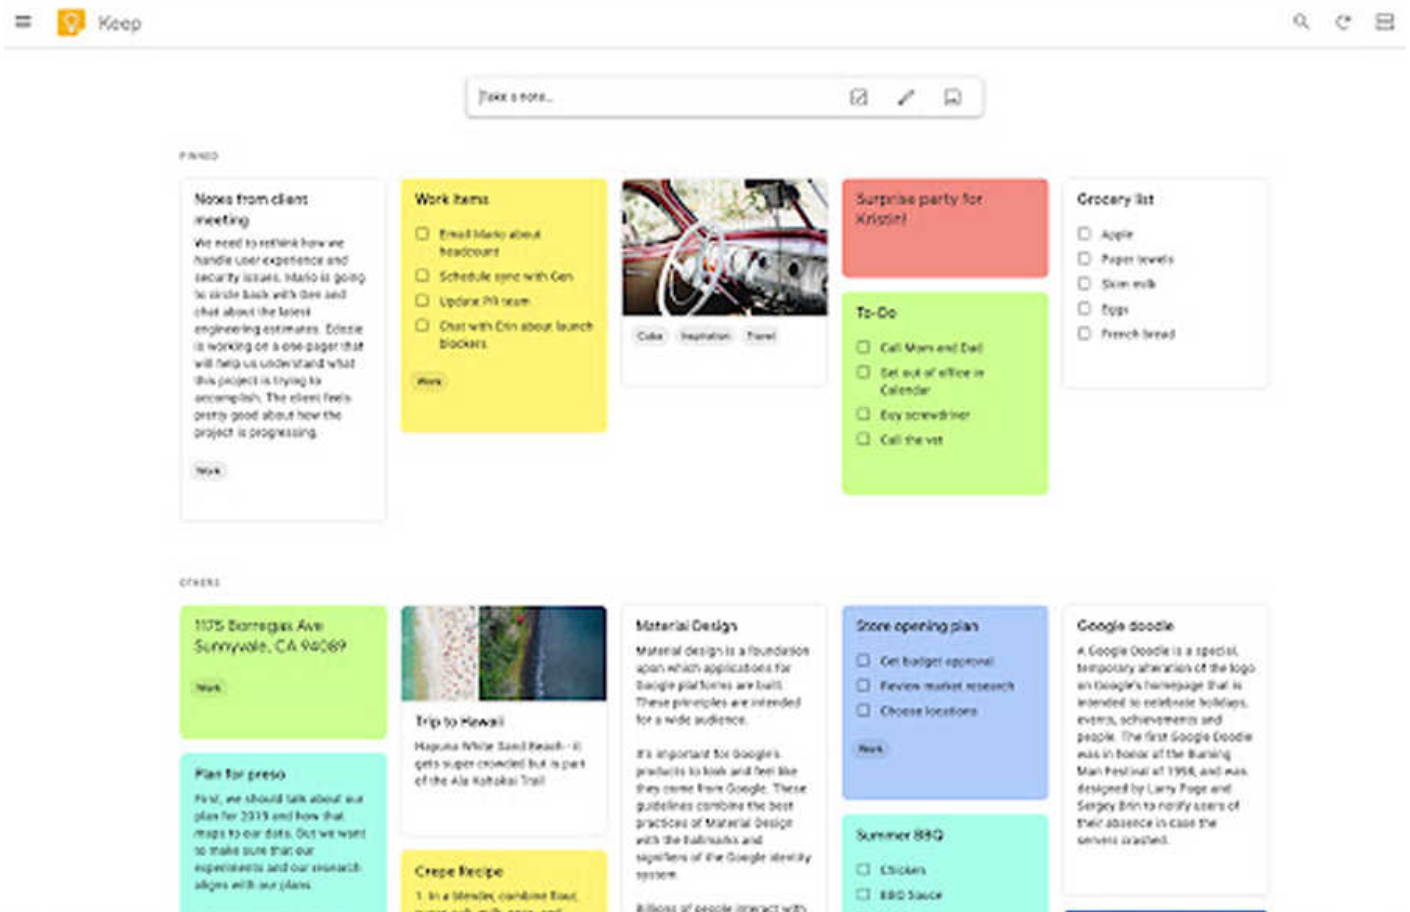 Keep
Take a note...
PINNED
Notes from client
meeting
We need to rethink how we
handle user experience and
security issues. Mario is going
to circle back with Gen and
chat about the latest
engineering estimates.
is working on a one-pager that
will help us understand what
this project is trying to
accomplish. The client feels
pretty good about how the
project is progressing.
Work
Work Items
Email Mario about
headcount
Schedule sync with Gen
Update PR team
Chat with Erin about launch
blockers
Work
Cuba Inspiration Travel
Surprise party for
Kristin!
To-Do
Call Mom and Dad
Set out of office in
Calendar
Buy screwdriver
Call the vet
Grocery list
Apple
Paper towels
Skim milk
Eggs
French bread
OTHERS
1175 Borregas Ave
Sunnyvale, CA 94089
Work
Plan for preso
First, we should talk about our
plan for 2019 and how that
maps to our data. But we want
to make sure that our
experiments and our research
aligns with our plans.
Trip to Hawaii
Hapuna White Sand Beach - it
gets super crowded but is part
of the Ala Kahakai Trail
Crepe Recipe
1. In a blender, combine flour,
Material Design
Material design is a foundation
upon which applications for
Google platforms are built.
These principles are intended
for a wide audience.
It's important for Google's
products to look and feel like
they come from Google. These
guidelines combine the best
practices of Material Design
with the hallmarks and
signifiers of the Google identity
system.
Billions of people interact with
Store opening plan
Get budget approval
Review market research
Choose locations
Work
Summer BBQ
Chicken
BBQ Sauce
Google doodle
A Google Doodle is a special,
temporary alteration of the logo
on Google's homepage that is
intended to celebrate holidays,
events, achievements and
people. The first Google Doodle
was in honor of the Burning
Man Festival of 1998, and was
designed by Larry Page and
Sergey Brin to notify users of
their absence in case the
servers crashed.